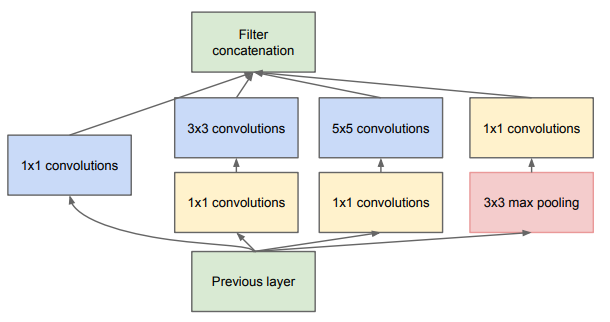 Filter
concatenation
3x3 convolutions
5x5 convolutions
1x1 convolutions
1x1 convolutions
1x1 convolutions
1x1 convolutions
3x3 max pooling
Previous layer